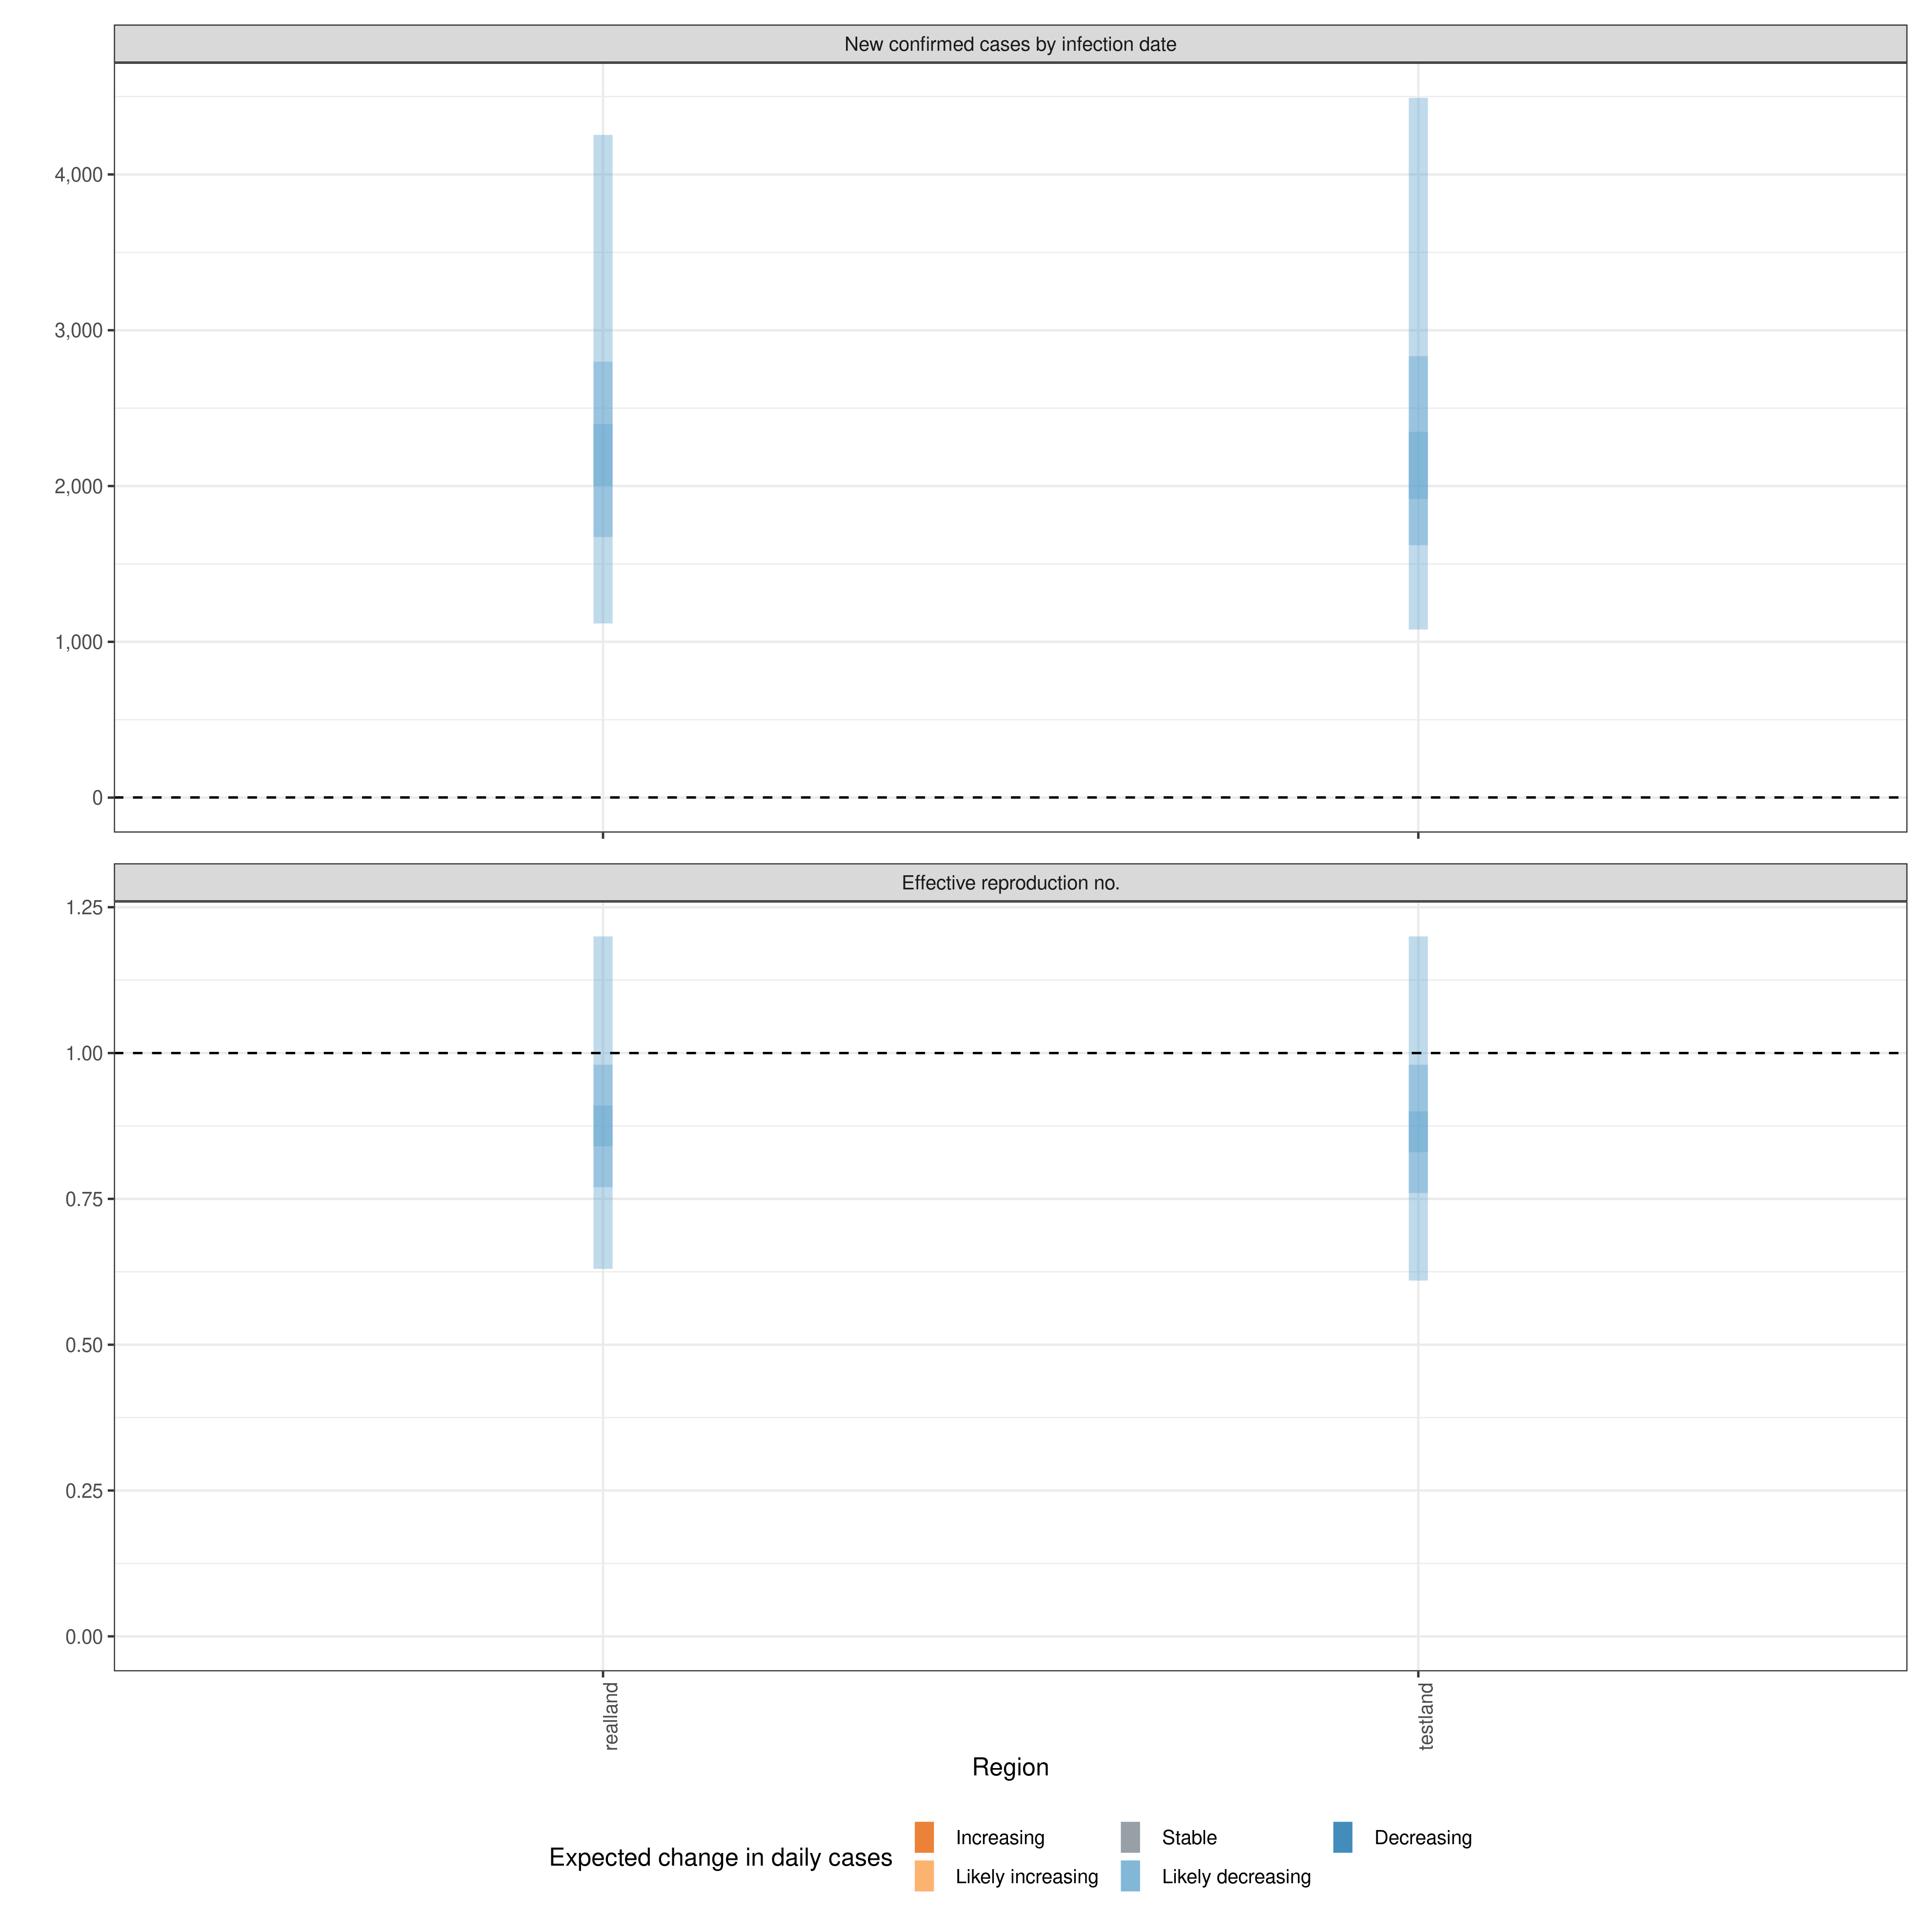 New confirmed cases by infection date
4,000
3,000
2,000
1,000
0
Effective reproduction no.
1.25
1.00
0.75
0.50
0.25
0.00
realland
testland
Region
Expected change in daily cases
Increasing
Stable
Decreasing
Likely increasing
Likely decreasing